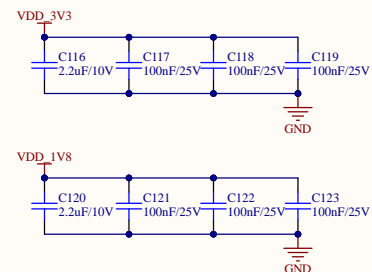 VDD_3V3
C116 C117 C118 C119
2.2uF/10V 100nF/25V 100nF/25V 100nF/25V
GND
VDD_1V8
C120 C121 C122 C123
2.2uF/10V 100nF/25V 100nF/25V 100nF/25V
GND